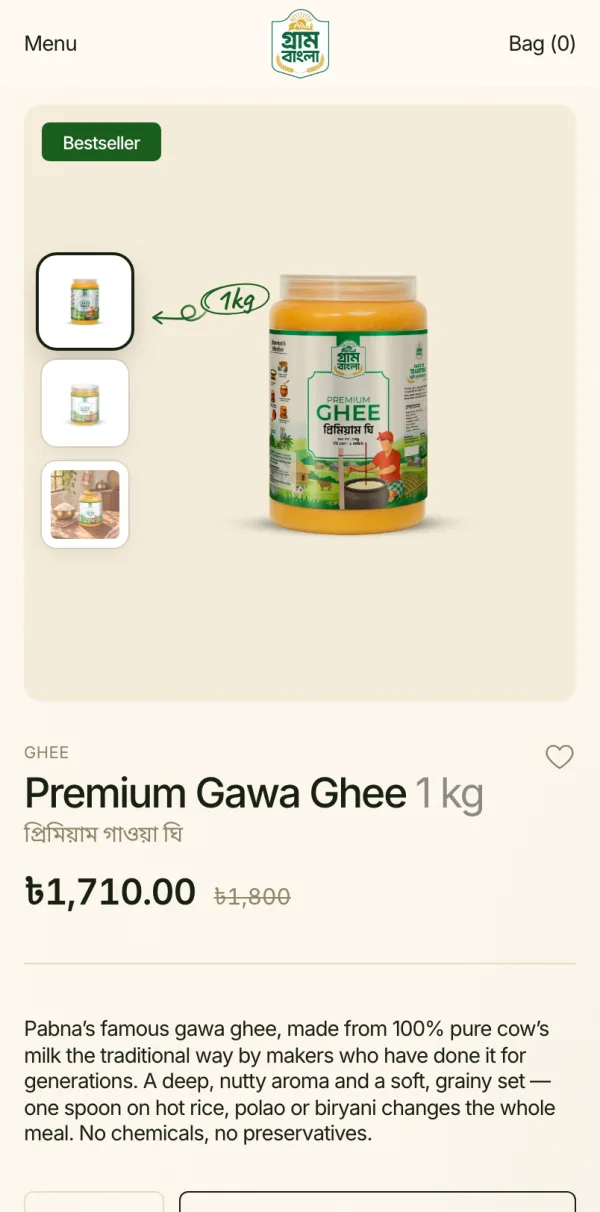 Menu
গ্রাম
বাংলা
Bag (0)
Bestseller
1kg
গ্রাম
বাংলা
PREMIUM
GHEE
প্রিমিয়াম ঘি
GHEE
Premium Gawa Ghee 1 kg
প্রিমিয়াম গাওয়া ঘি
৳1,710.00 ৳1,800
Pabna’s famous gawa ghee, made from 100% pure cow’s
milk the traditional way by makers who have done it for
generations. A deep, nutty aroma and a soft, grainy set —
one spoon on hot rice, polao or biryani changes the whole
meal. No chemicals, no preservatives.